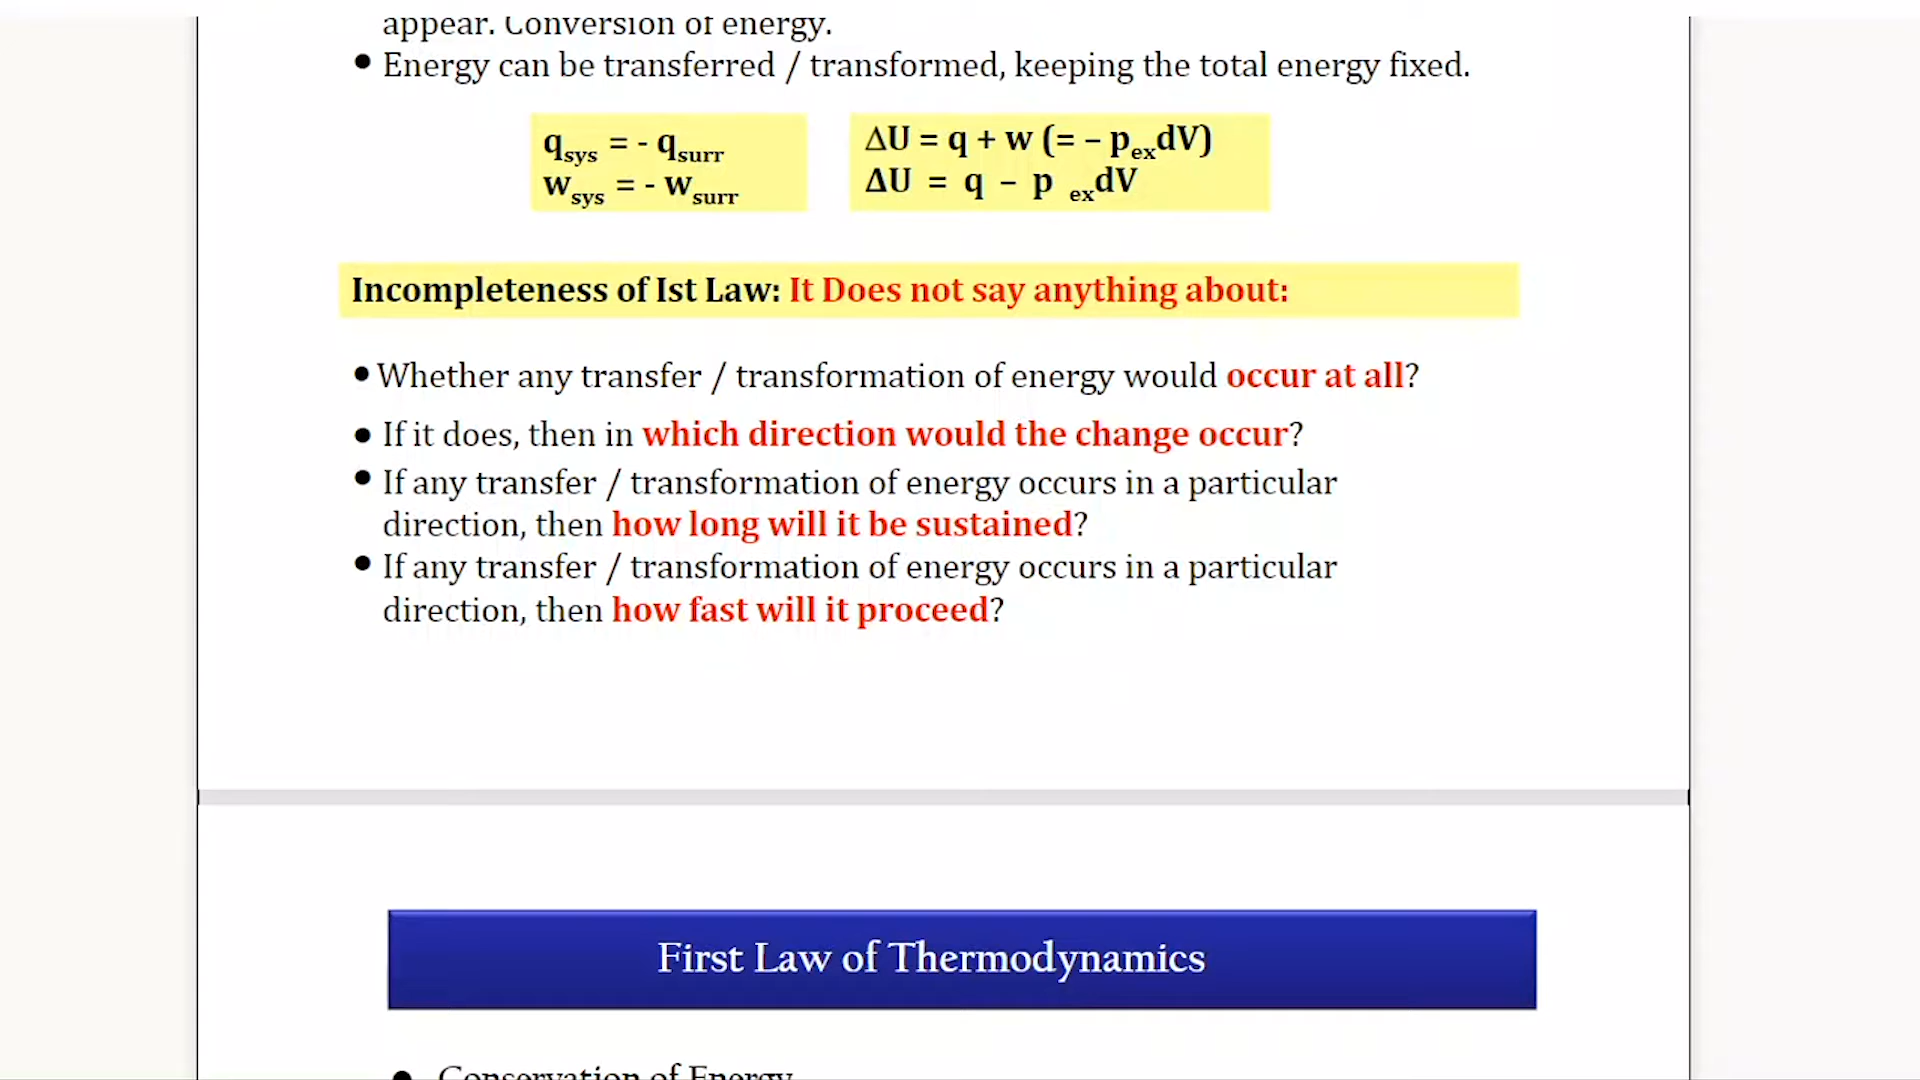 appear. Conversion of energy.
● Energy can be transferred / transformed, keeping the total energy fixed.
qsys = - qsurr
wsys = - wsurr
ΔU = q + w (= – pexdV)
ΔU = q – p exdV
Incompleteness of Ist Law: It Does not say anything about:
● Whether any transfer / transformation of energy would occur at all?
● If it does, then in which direction would the change occur?
● If any transfer / transformation of energy occurs in a particular
direction, then how long will it be sustained?
● If any transfer / transformation of energy occurs in a particular
direction, then how fast will it proceed?
First Law of Thermodynamics
● Conservation of Energy